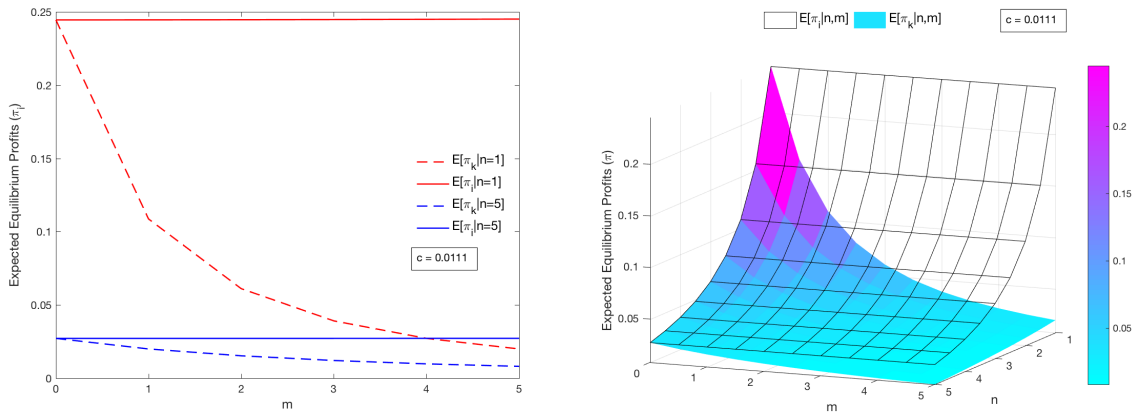 0.25
0.2
0.15
0.1
0.05
0
Expected Equilibrium Profits (π_i)
0
1
2
3
4
5
m
E[π_k|n=1]
E[π_i|n=1]
E[π_k|n=5]
E[π_i|n=5]
c = 0.0111
E[π_i|n,m]
E[π_k|n,m]
c = 0.0111
0.2
0.15
0.1
0.05
Expected Equilibrium Profits (π)
0
1
2
3
4
5
m
5
4
3
2
1
n
0.2
0.15
0.1
0.05